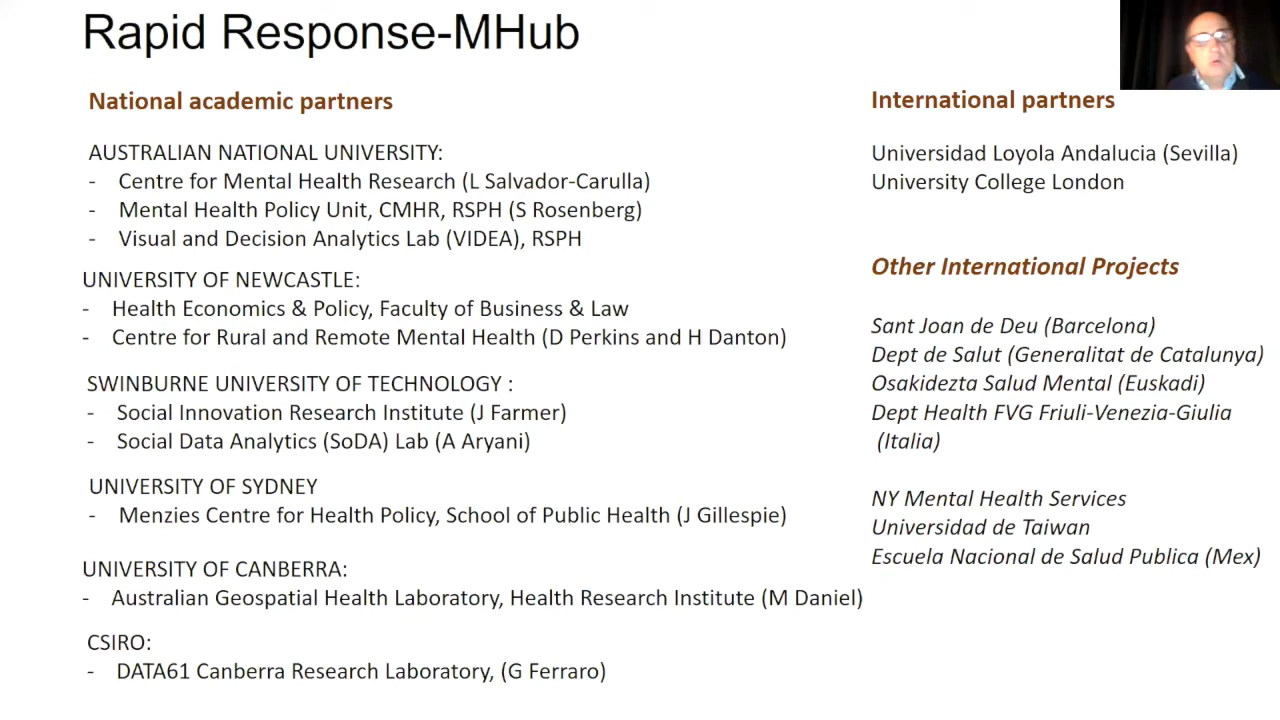 Rapid Response-MHub
National academic partners
AUSTRALIAN NATIONAL UNIVERSITY:
- Centre for Mental Health Research (L Salvador-Carulla)
- Mental Health Policy Unit, CMHR, RSPH (S Rosenberg)
- Visual and Decision Analytics Lab (VIDEA), RSPH
UNIVERSITY OF NEWCASTLE:
- Health Economics & Policy, Faculty of Business & Law
- Centre for Rural and Remote Mental Health (D Perkins and H Danton)
SWINBURNE UNIVERSITY OF TECHNOLOGY :
- Social Innovation Research Institute (J Farmer)
- Social Data Analytics (SoDA) Lab (A Aryani)
UNIVERSITY OF SYDNEY
- Menzies Centre for Health Policy, School of Public Health (J Gillespie)
UNIVERSITY OF CANBERRA:
- Australian Geospatial Health Laboratory, Health Research Institute (M Daniel)
CSIRO:
- DATA61 Canberra Research Laboratory, (G Ferraro)
International partners
Universidad Loyola Andalucia (Sevilla)
University College London
Other International Projects
Sant Joan de Deu (Barcelona)
Dept de Salut (Generalitat de Catalunya)
Osakidezta Salud Mental (Euskadi)
Dept Health FVG Friuli-Venezia-Giulia
(Italia)
NY Mental Health Services
Universidad de Taiwan
Escuela Nacional de Salud Publica (Mex)